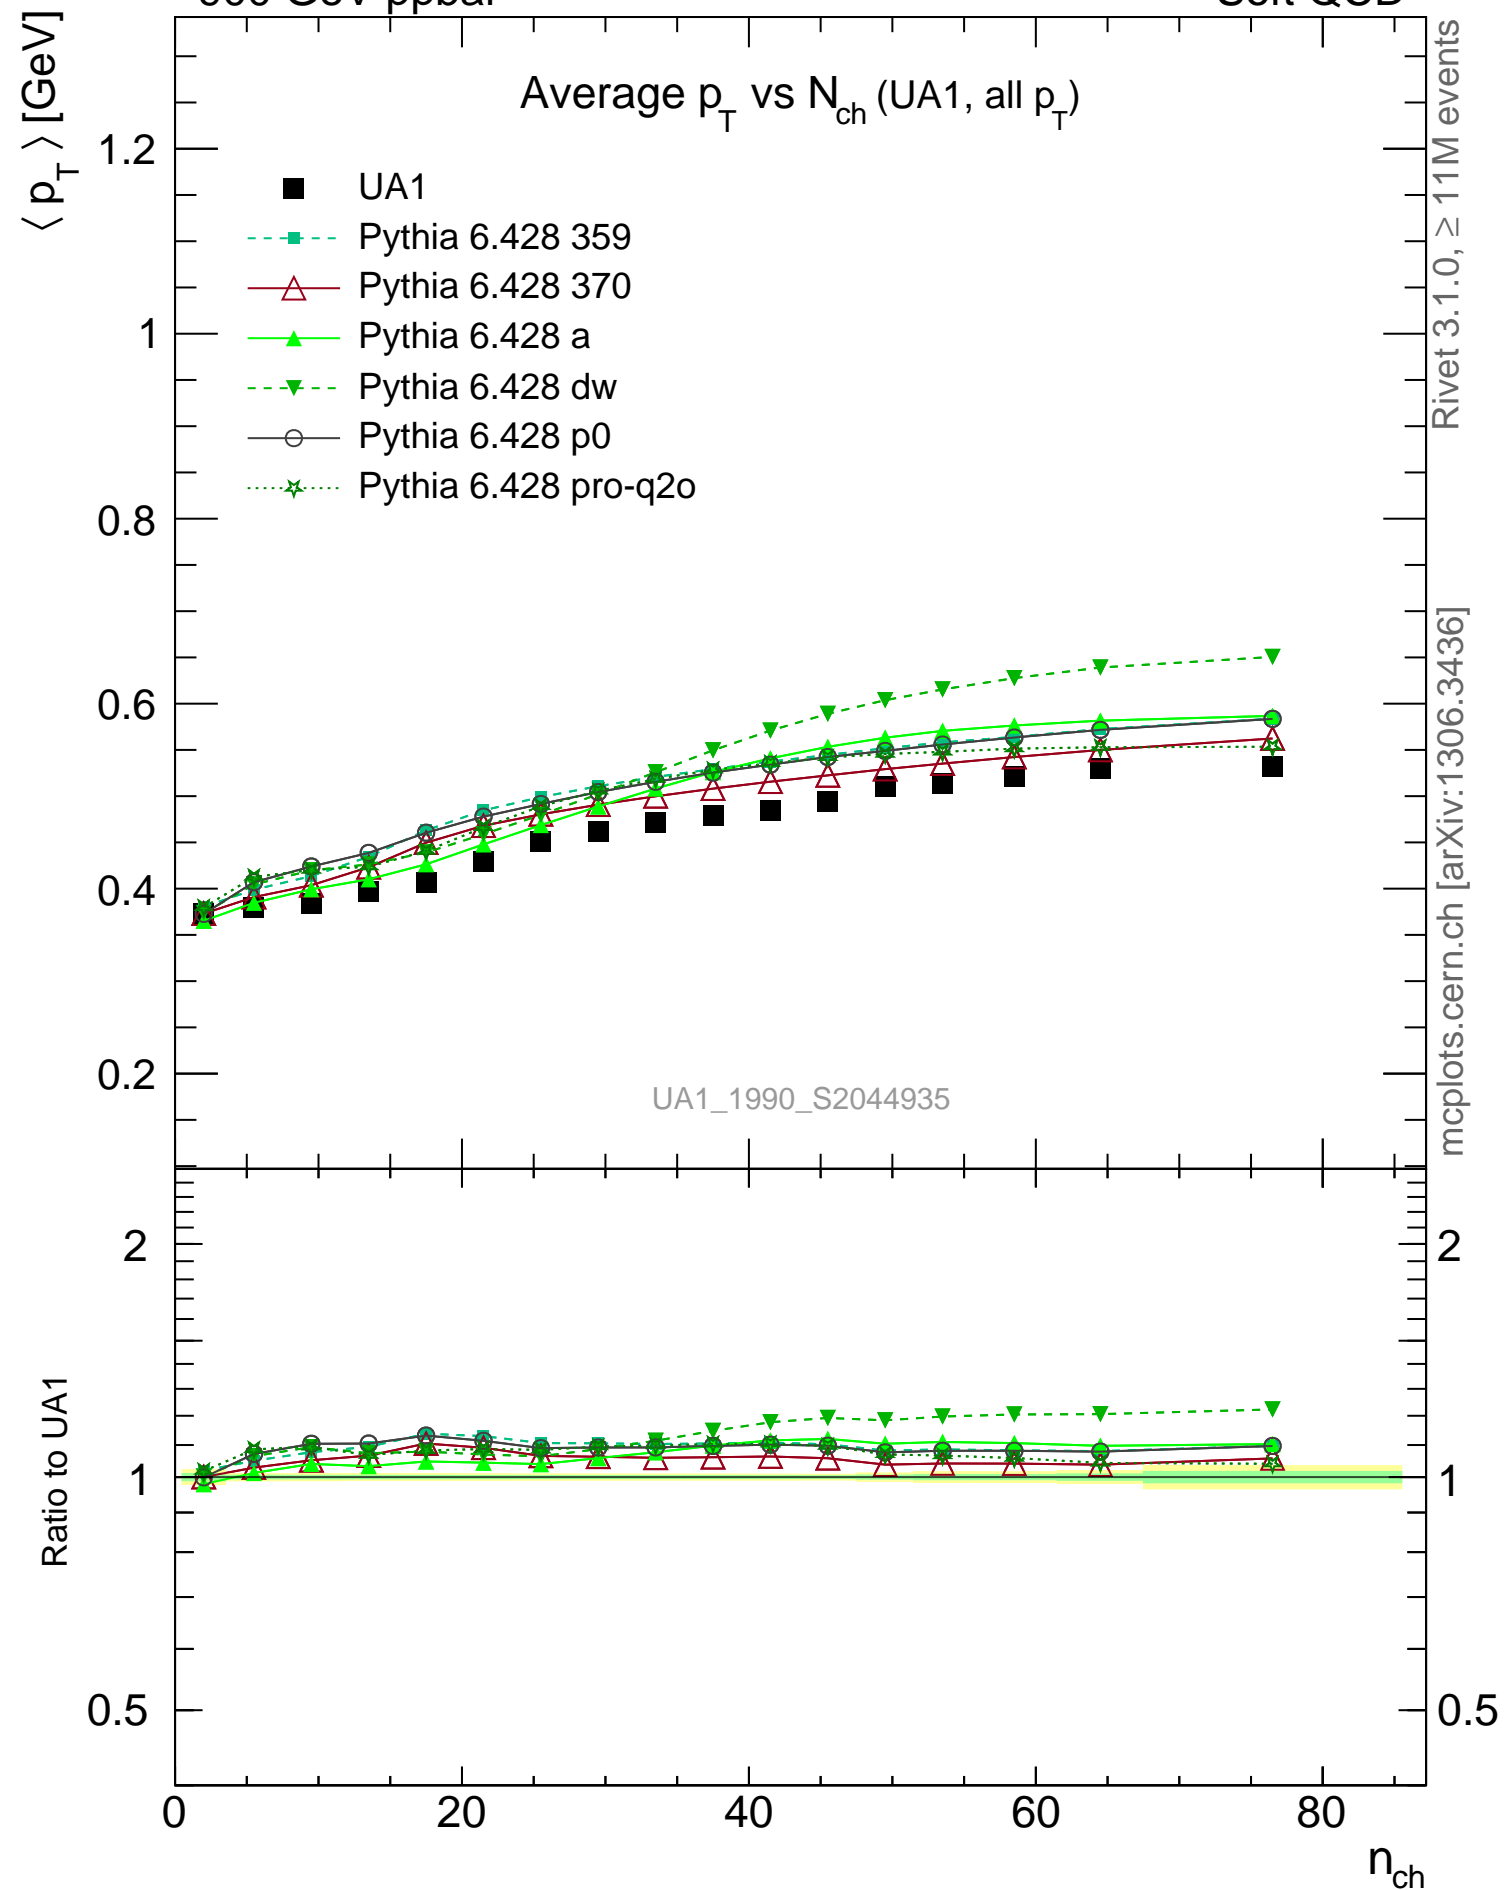 ⟨ p_T ⟩ [GeV]
Average p_T vs N_ch (UA1, all p_T)
UA1
Pythia 6.428 359
Pythia 6.428 370
Pythia 6.428 a
Pythia 6.428 dw
Pythia 6.428 p0
Pythia 6.428 pro-q2o
1.2
1
0.8
0.6
0.4
0.2
UA1_1990_S2044935
Rivet 3.1.0, ≥ 11M events
mcplots.cern.ch [arXiv:1306.3436]
Ratio to UA1
2
1
0.5
2
1
0.5
0
20
40
60
80
n_ch